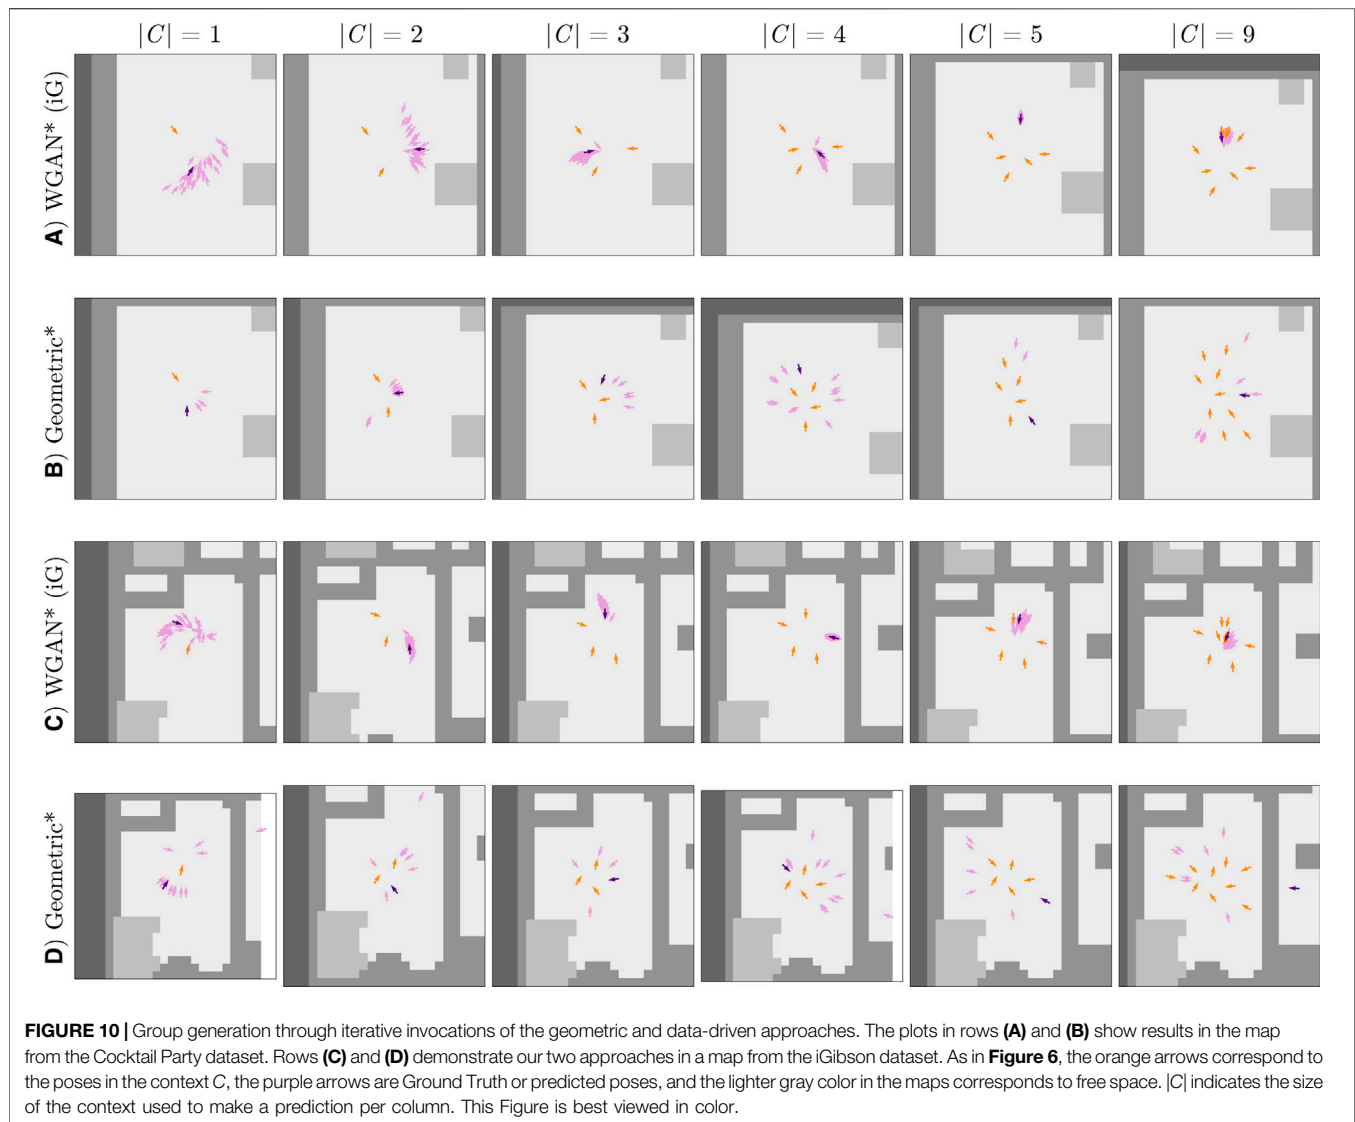 |C| = 1 |C| = 2 |C| = 3 |C| = 4 |C| = 5 |C| = 9
A) WGAN* (iG)
B) Geometric*
C) WGAN* (iG)
D) Geometric*
FIGURE 10 | Group generation through iterative invocations of the geometric and data-driven approaches. The plots in rows (A) and (B) show results in the map
from the Cocktail Party dataset. Rows (C) and (D) demonstrate our two approaches in a map from the iGibson dataset. As in Figure 6, the orange arrows correspond to
the poses in the context C, the purple arrows are Ground Truth or predicted poses, and the lighter gray color in the maps corresponds to free space. |C| indicates the size
of the context used to make a prediction per column. This Figure is best viewed in color.